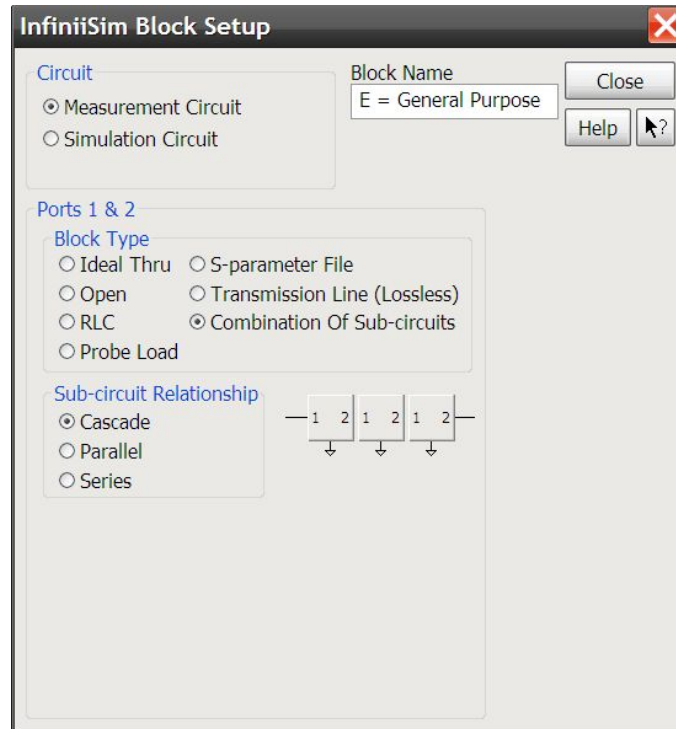 InfiniiSim Block Setup
Circuit
Measurement Circuit
Simulation Circuit
Block Name
E = General Purpose
Close
Help
?
Ports 1 & 2
Block Type
Ideal Thru S-parameter File
Open Transmission Line (Lossless)
RLC Combination Of Sub-circuits
Probe Load
Sub-circuit Relationship
Cascade
Parallel
Series
1 2 1 2 1 2